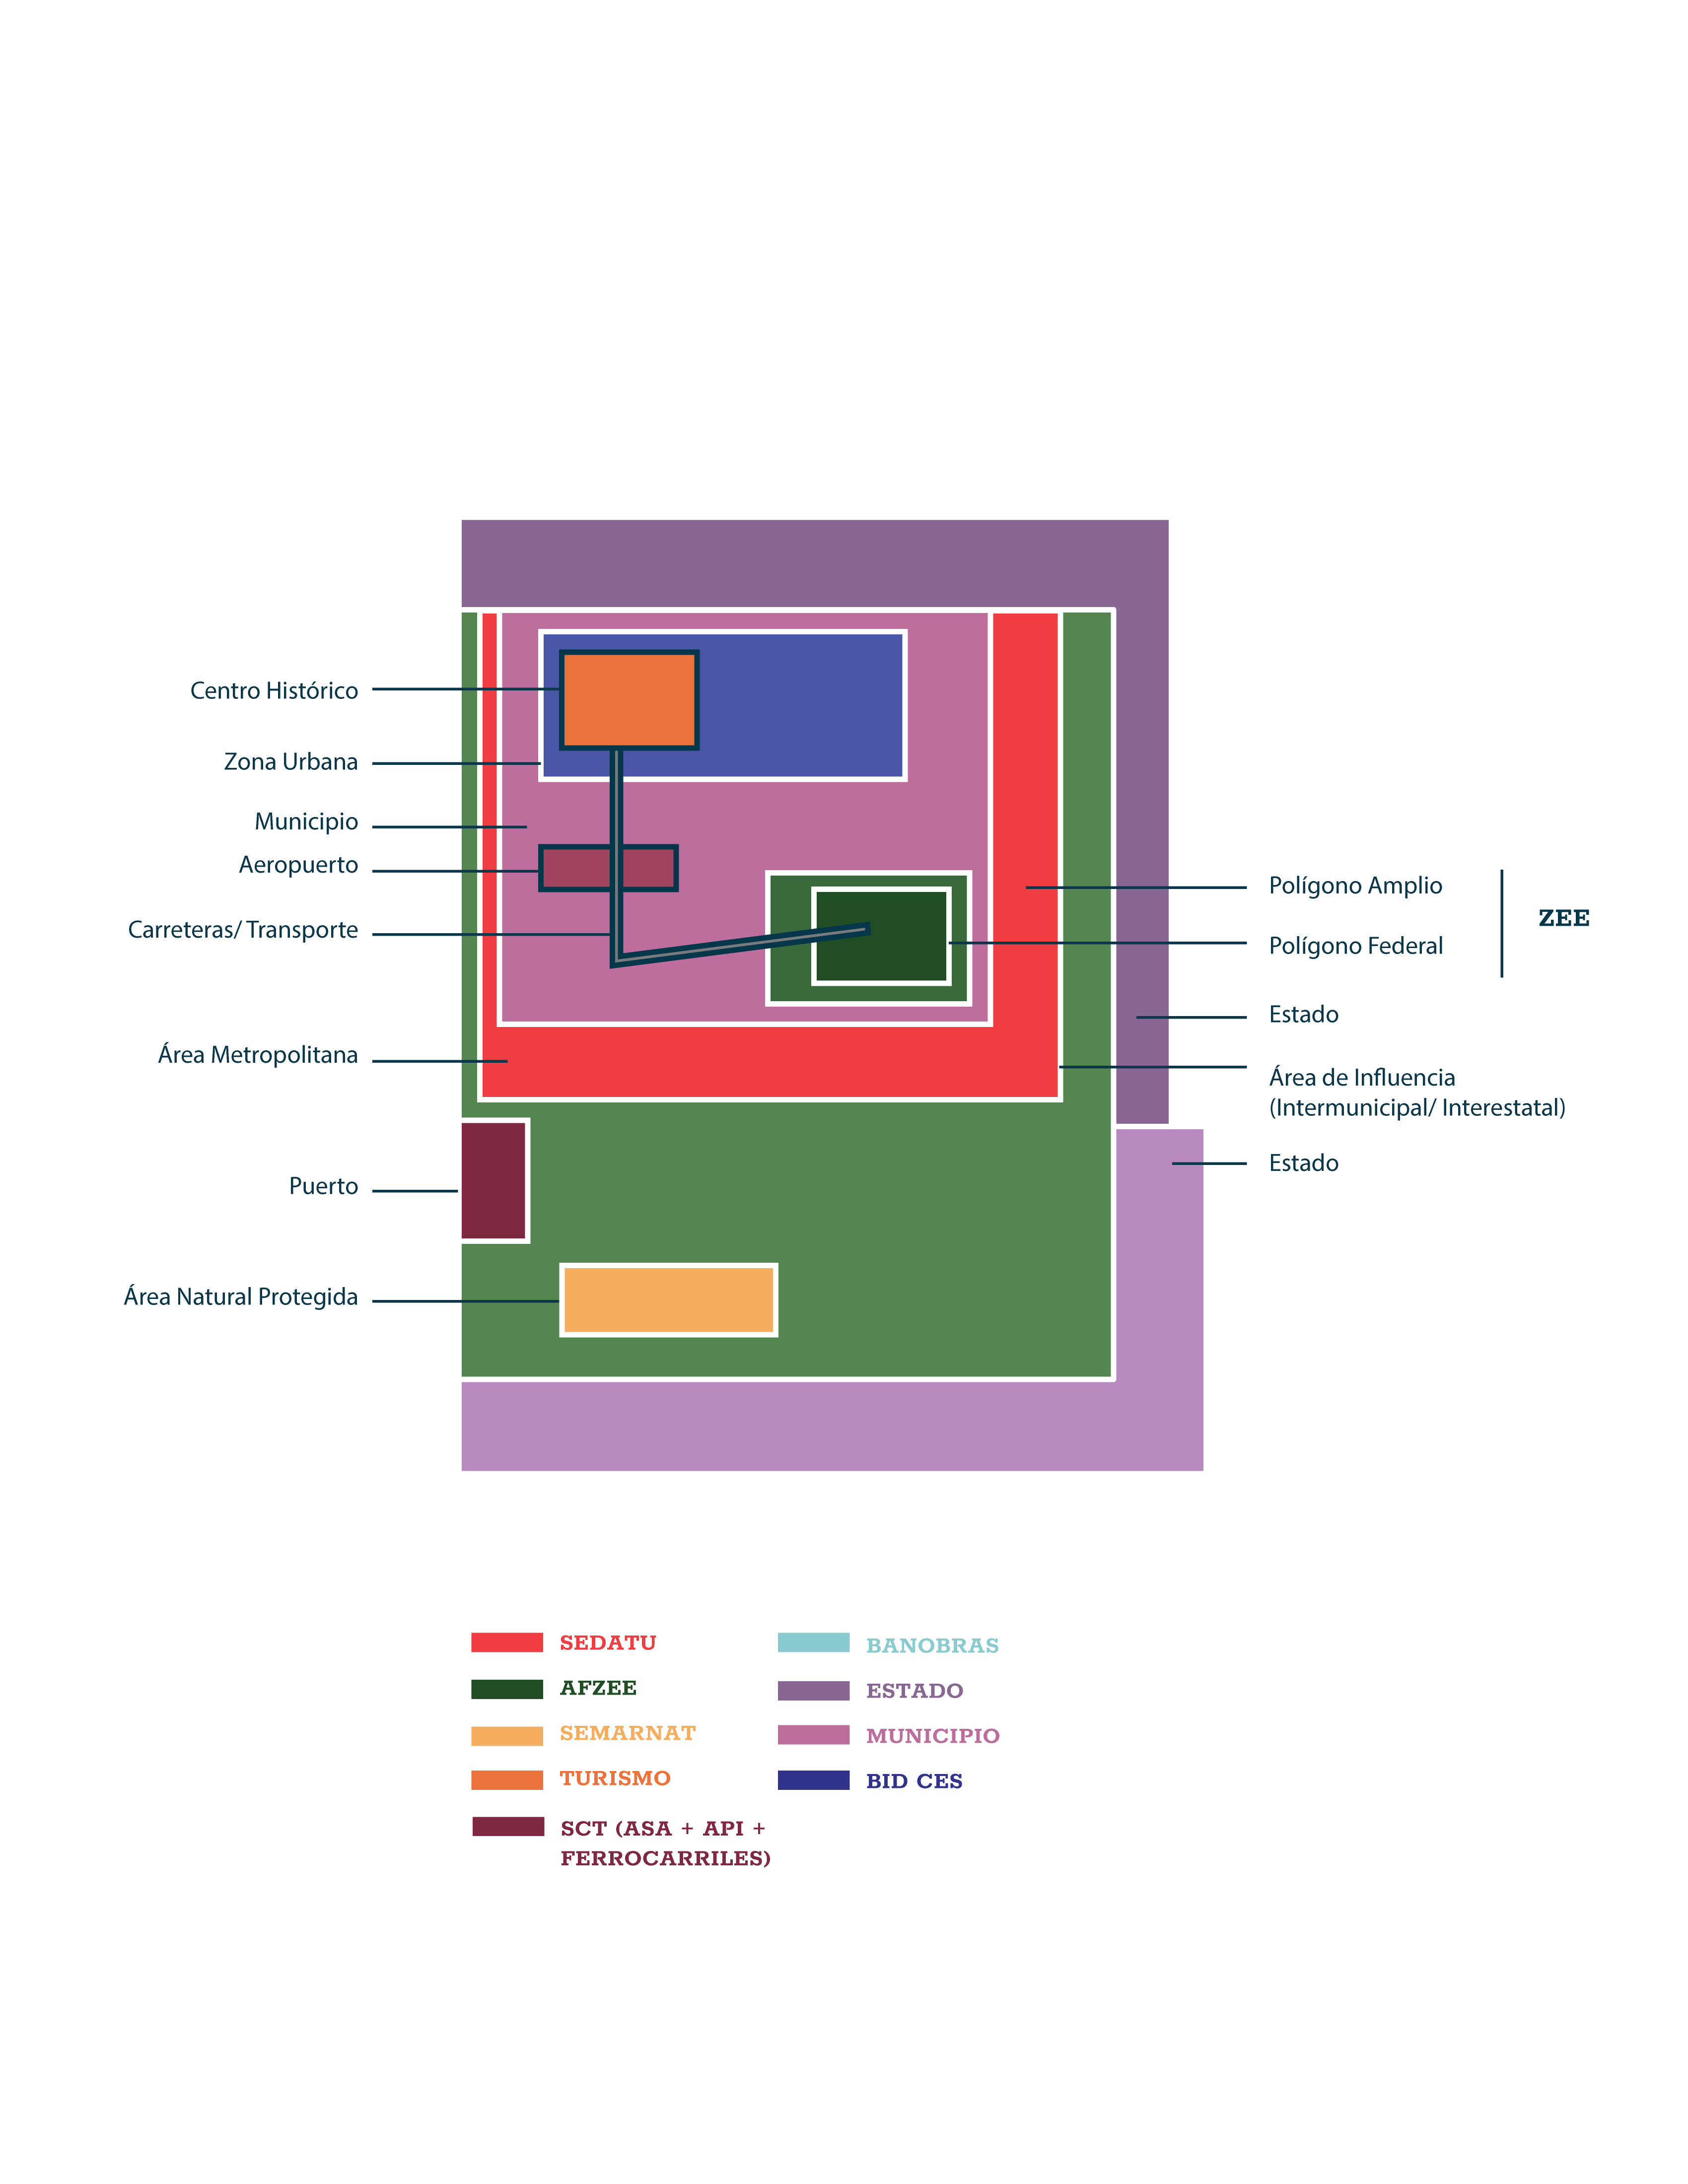 Centro Histórico
Zona Urbana
Municipio
Aeropuerto
Carreteras/ Transporte
Área Metropolitana
Puerto
Área Natural Protegida
Polígono Amplio
Polígono Federal
ZEE
Estado
Área de Influencia
(Intermunicipal/ Interestatal)
Estado
SEDATU
AFZEE
SEMARNAT
TURISMO
SCT (ASA + API +
FERROCARRILES)
BANOBRAS
ESTADO
MUNICIPIO
BID CES